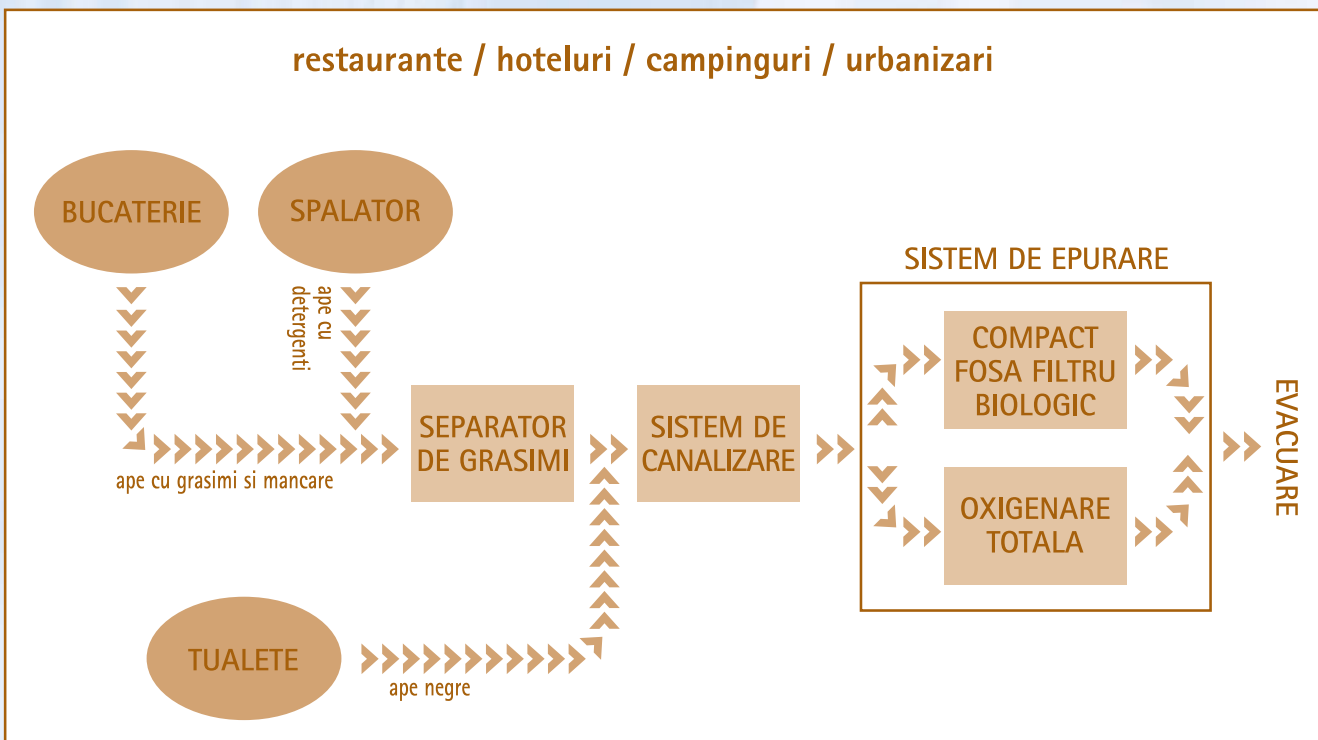 restaurante / hoteluri / campinguri / urbanizari
BUCATERIE
SPALATOR
ape cu
detergenti
ape cu grasimi si mancare
SEPARATOR
DE GRASIMI
SISTEM DE
CANALIZARE
TUALETE
ape negre
SISTEM DE EPURARE
COMPACT
FOSA FILTRU
BIOLOGIC
OXIGENARE
TOTALA
EVACUARE